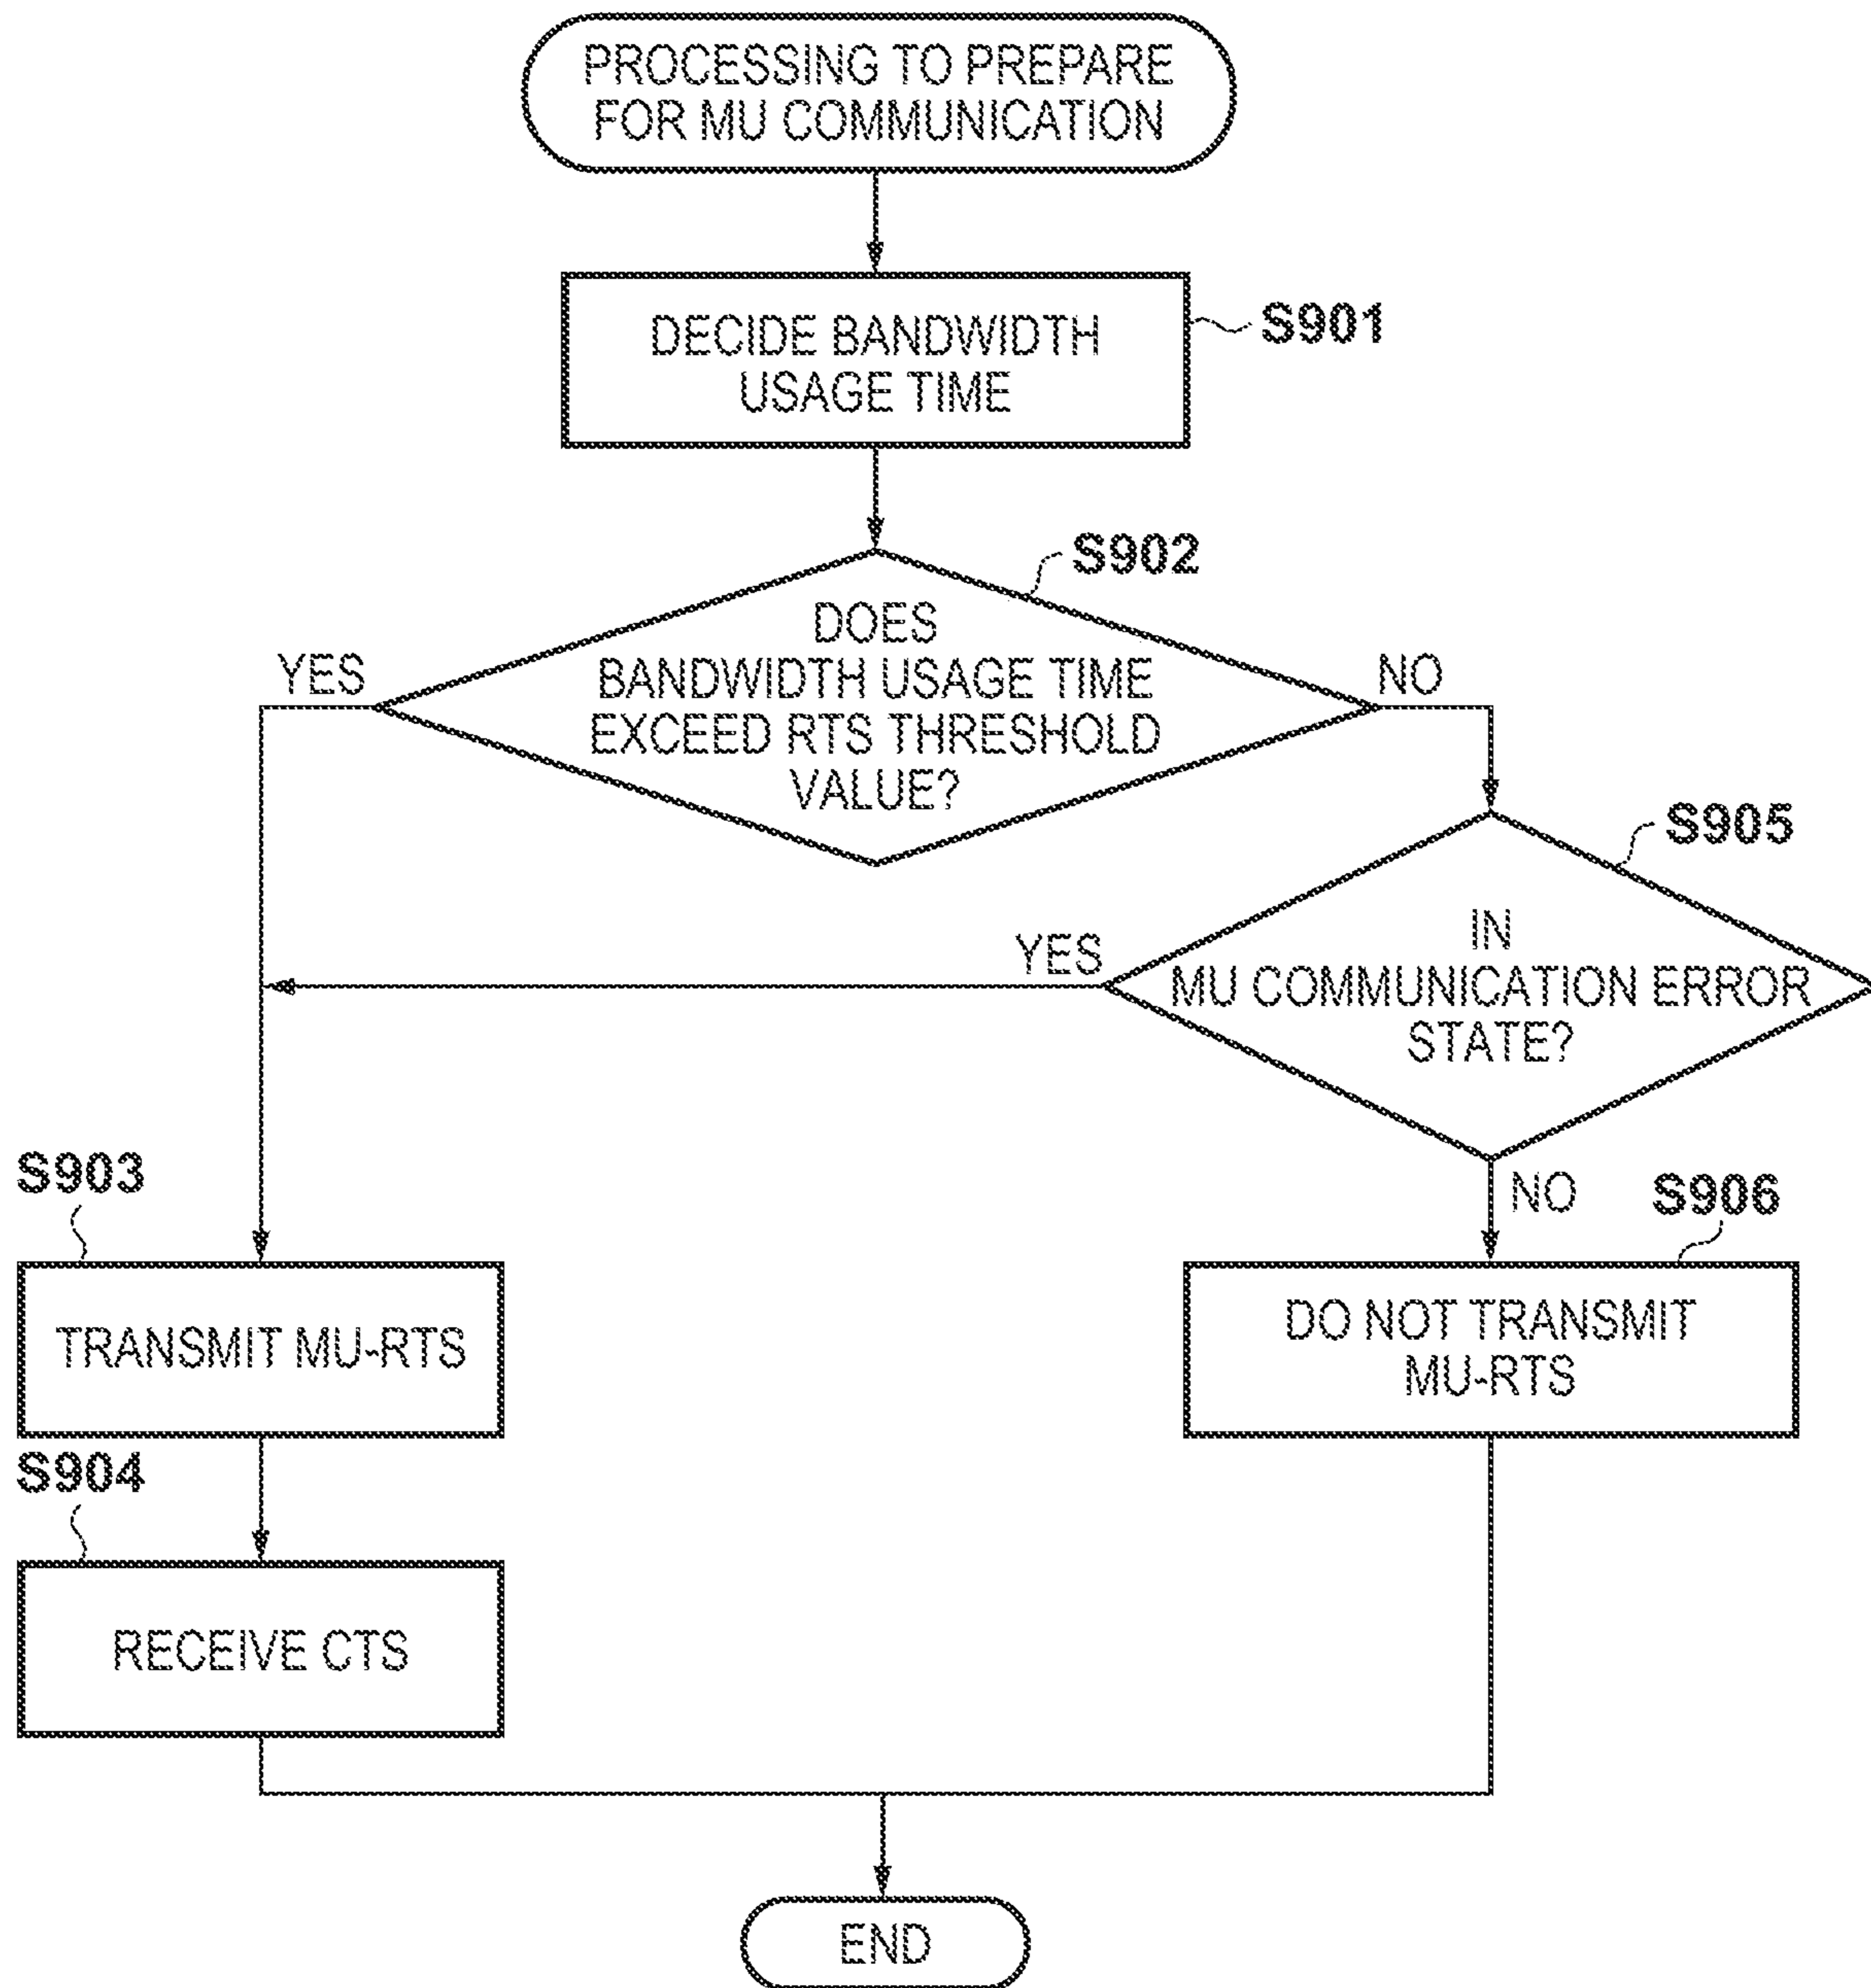 PROCESSING TO PREPARE
FOR MU COMMUNICATION
DECIDE BANDWIDTH
USAGE TIME
S901
S902
DOES
BANDWIDTH USAGE TIME
EXCEED RTS THRESHOLD
VALUE?
YES
NO
S905
IN
MU COMMUNICATION ERROR
STATE?
YES
NO
S903
TRANSMIT MU-RTS
S906
DO NOT TRANSMIT
MU-RTS
S904
RECEIVE CTS
END